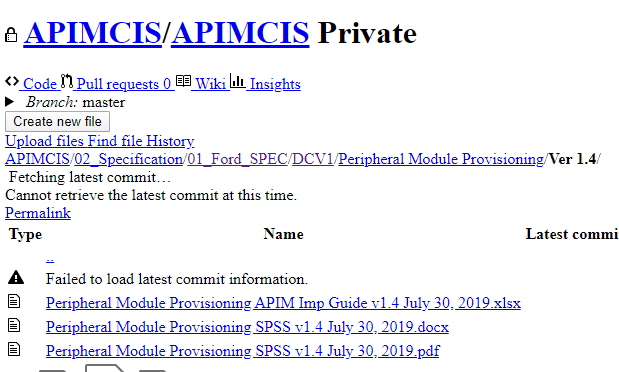 APIMCIS/APIMCIS Private
Code Pull requests 0 Wiki Insights
Branch: master
Create new file
Upload files Find file History
APIMCIS/02_Specification/01_Ford_SPEC/DCV1/Peripheral Module Provisioning/Ver 1.4/
Fetching latest commit…
Cannot retrieve the latest commit at this time.
Permalink
Type Name Latest commi
..
Failed to load latest commit information.
Peripheral Module Provisioning APIM Imp Guide v1.4 July 30, 2019.xlsx
Peripheral Module Provisioning SPSS v1.4 July 30, 2019.docx
Peripheral Module Provisioning SPSS v1.4 July 30, 2019.pdf